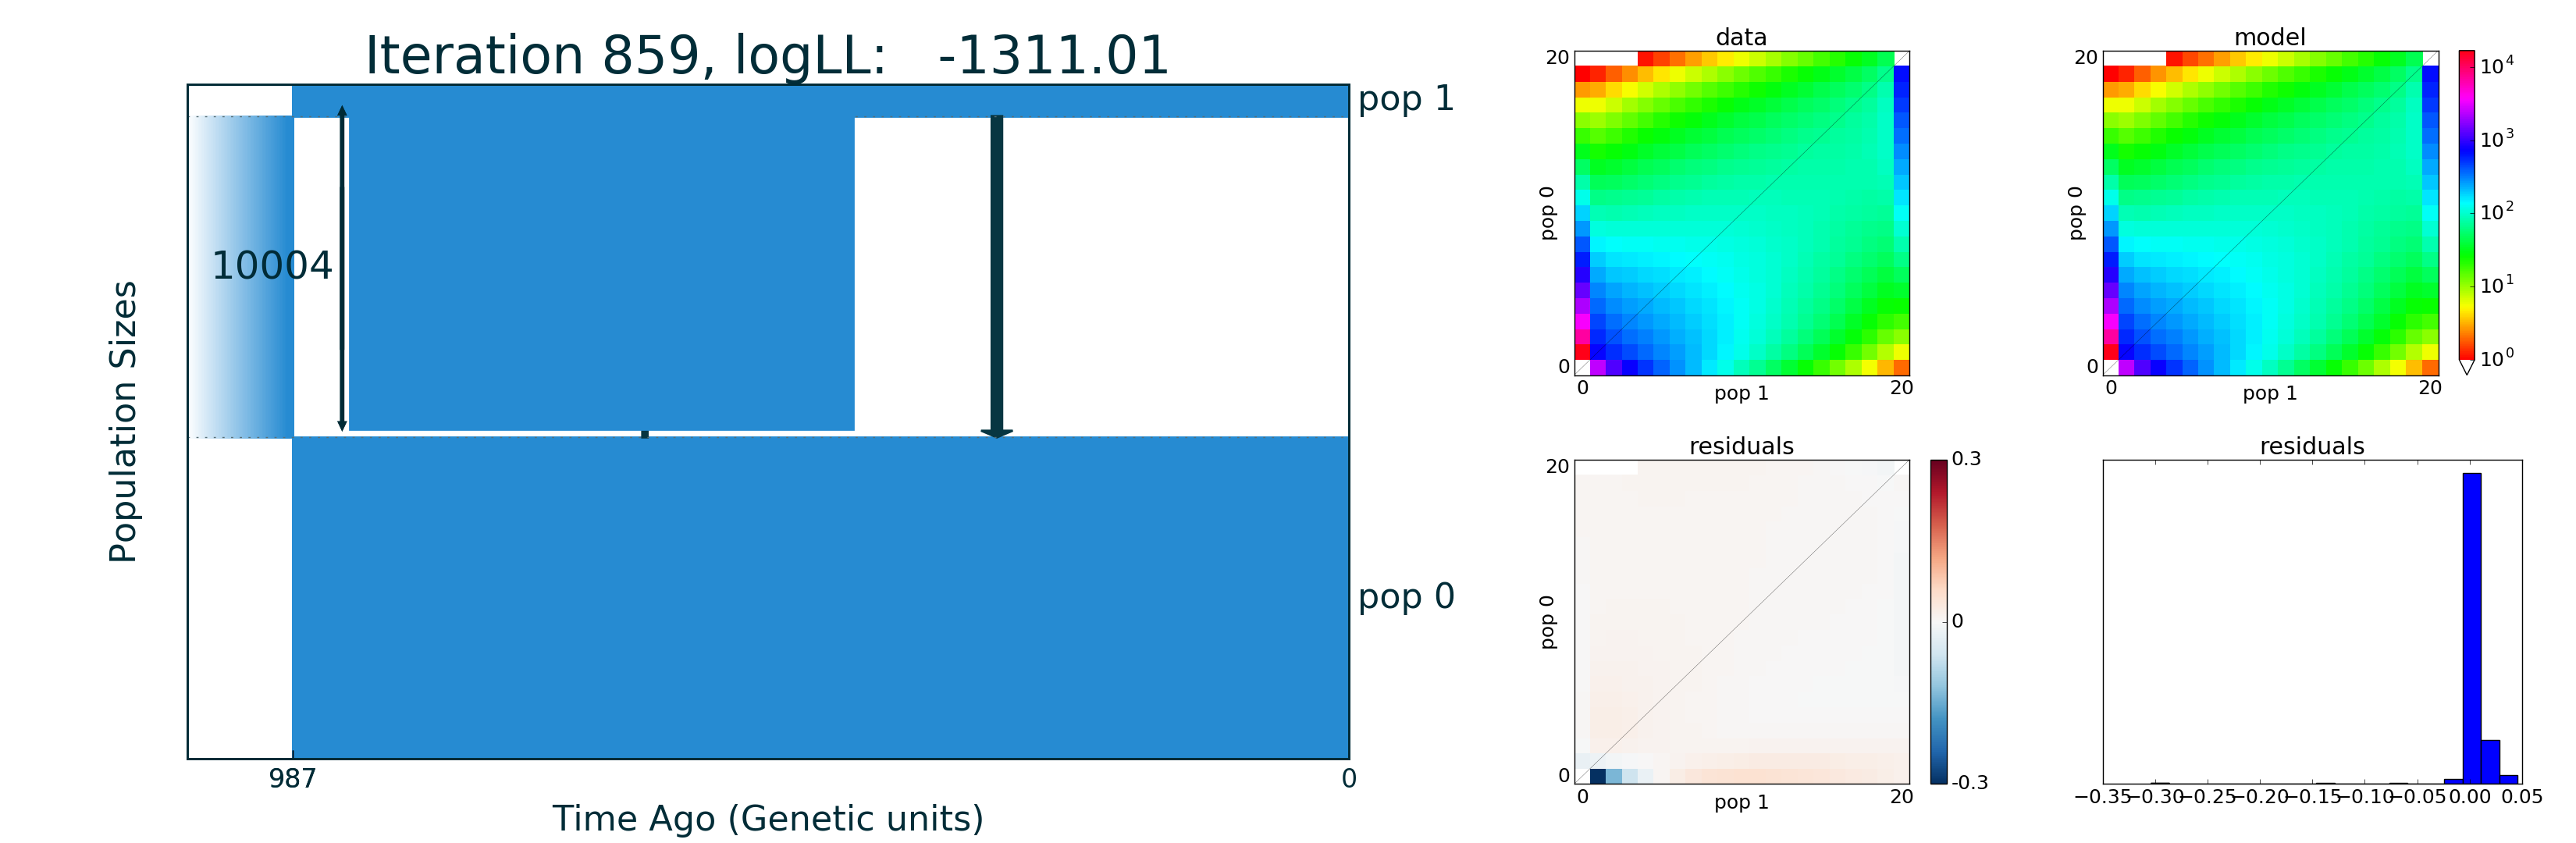 Iteration 859, logLL:   -1311.01
Population Sizes
10004
pop 1
pop 0
987
0
Time Ago (Genetic units)
data
20
pop 0
0
0
pop 1
20
model
20
pop 0
0
0
pop 1
20
10^4
10^3
10^2
10^1
10^0
residuals
20
pop 0
0
0
pop 1
20
0.3
0
-0.3
residuals
−0.35 −0.30 −0.25 −0.20 −0.15 −0.10 −0.05 0.00 0.05